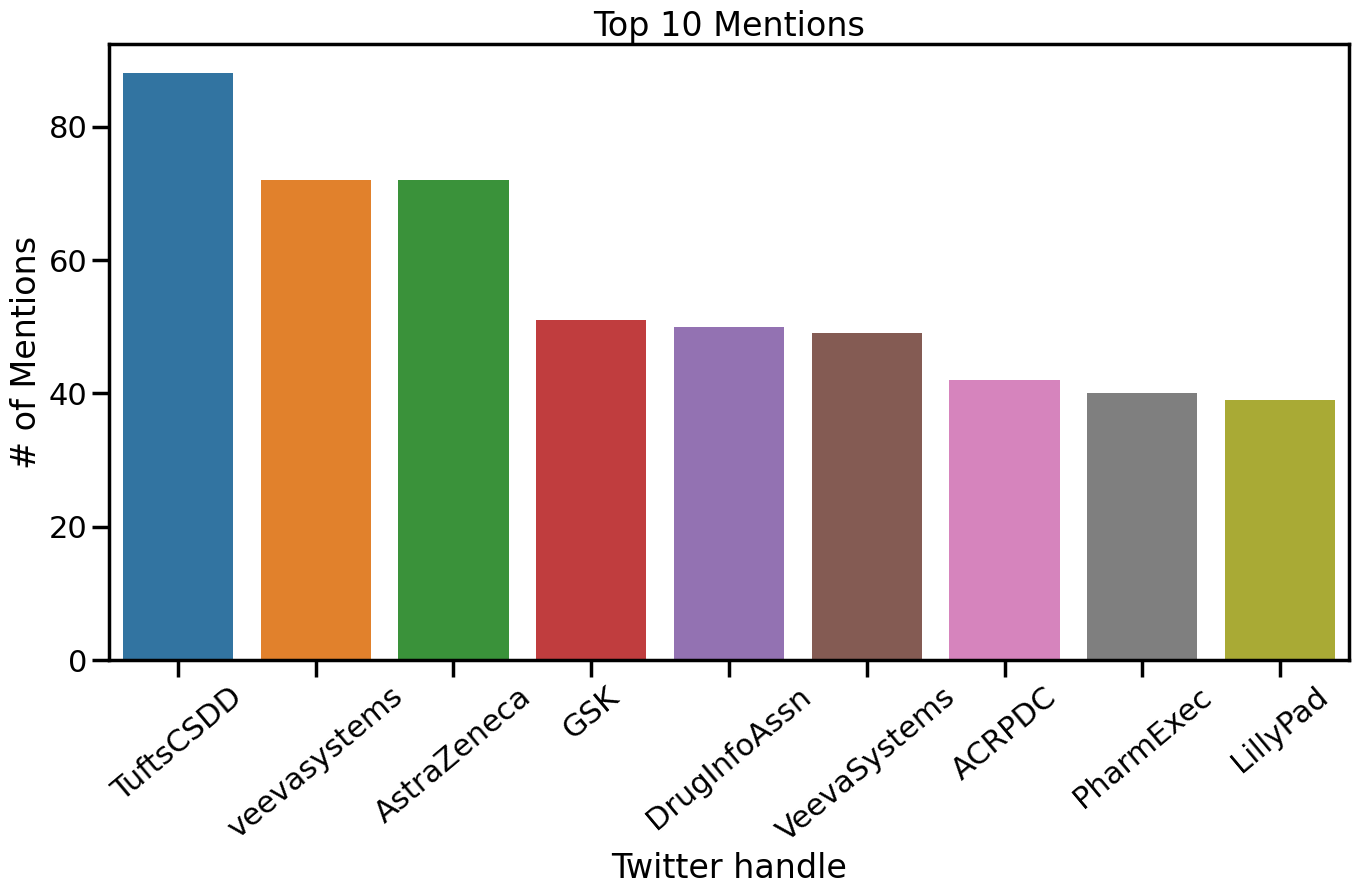 Top 10 Mentions
# of Mentions
80
60
40
20
0
TuftsCSDD
veevasystems
AstraZeneca
GSK
DrugInfoAssn
VeevaSystems
ACRPDC
PharmExec
LillyPad
Twitter handle